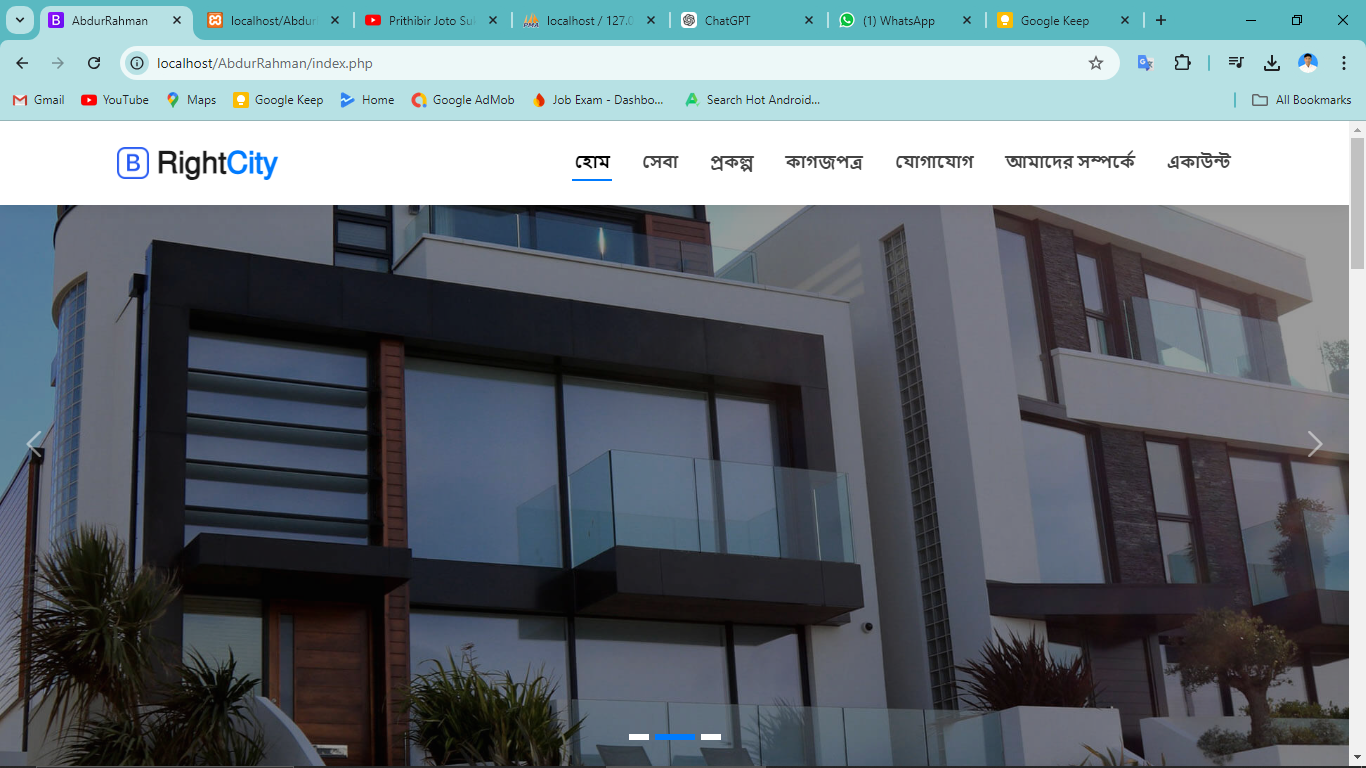 AbdurRahman
localhost/Abdur
Prithibir Joto Su
localhost / 127.0
ChatGPT
(1) WhatsApp
Google Keep
localhost/AbdurRahman/index.php
Gmail
YouTube
Maps
Google Keep
Home
Google AdMob
Job Exam - Dashbo...
Search Hot Android...
All Bookmarks
B RightCity
হোম
সেবা
প্রকল্প
কাগজপত্র
যোগাযোগ
আমাদের সম্পর্কে
একাউন্ট